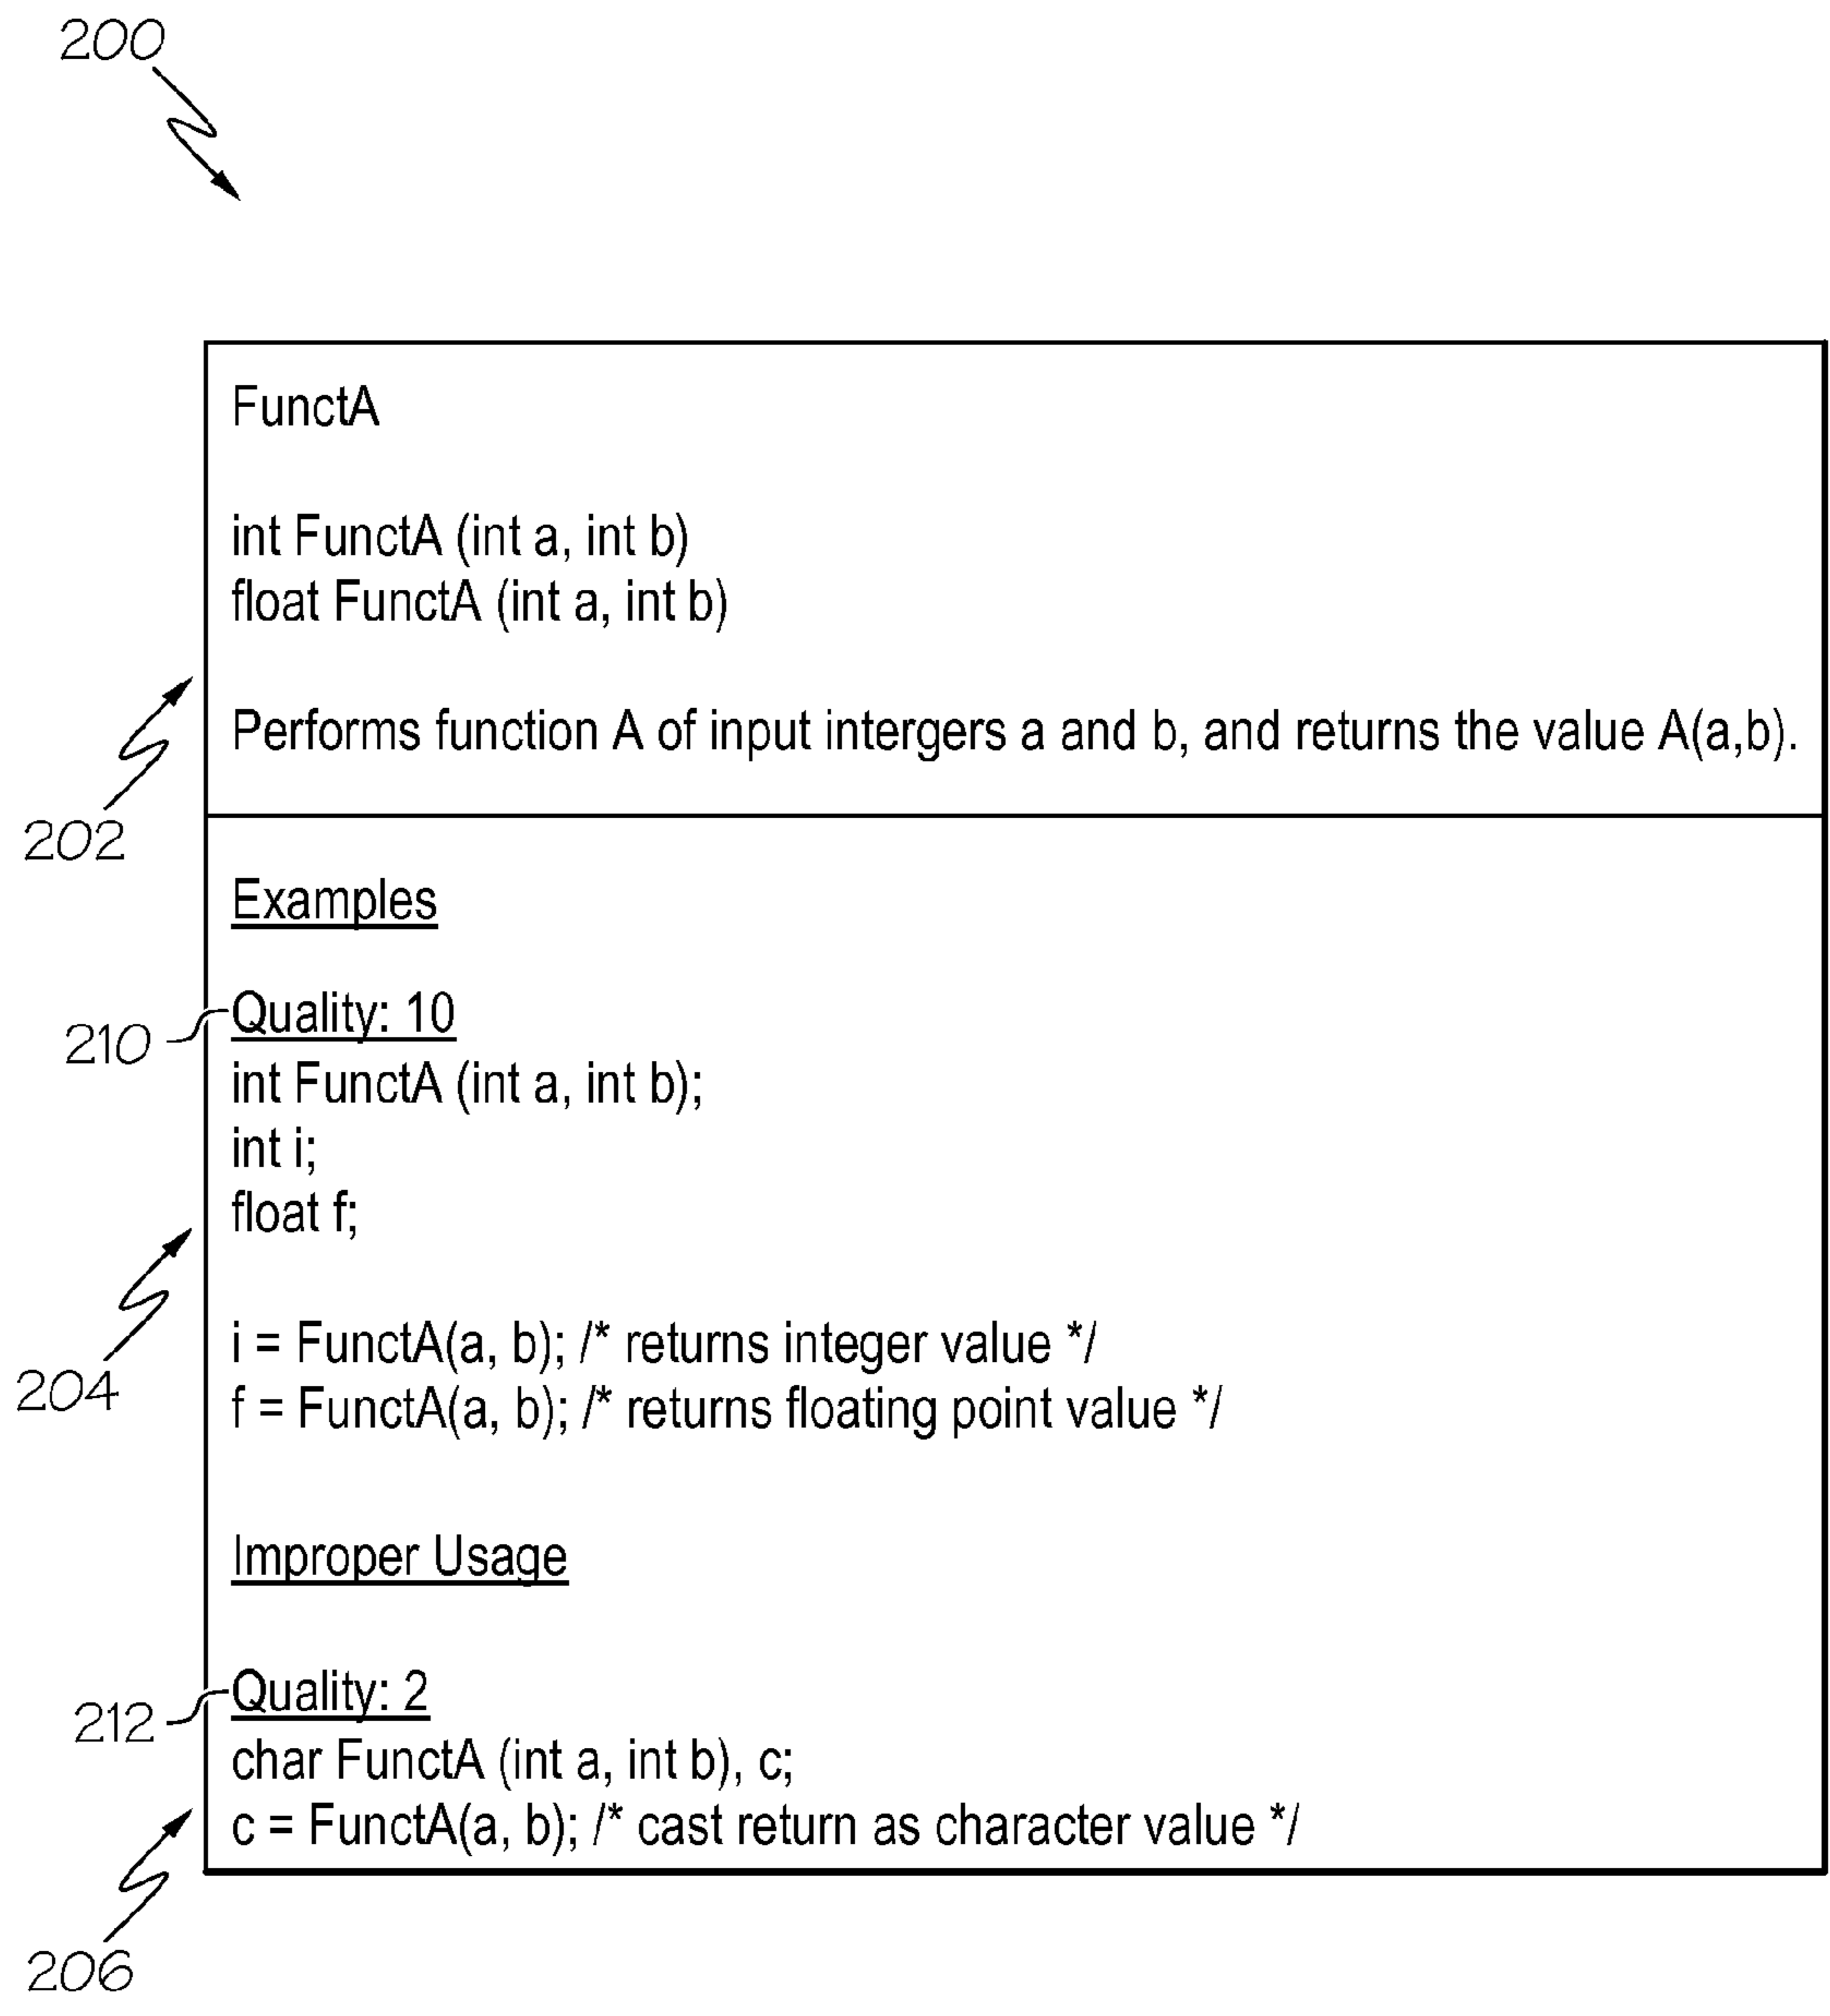 200
FunctA
int FunctA (int a, int b)
float FunctA (int a, int b)
Performs function A of input intergers a and b, and returns the value A(a,b).
202
Examples
Quality: 10
210
int FunctA (int a, int b);
int i;
float f;
204
i = FunctA(a, b); /* returns integer value */
f = FunctA(a, b); /* returns floating point value */
Improper Usage
Quality: 2
212
char FunctA (int a, int b), c;
c = FunctA(a, b); /* cast return as character value */
206